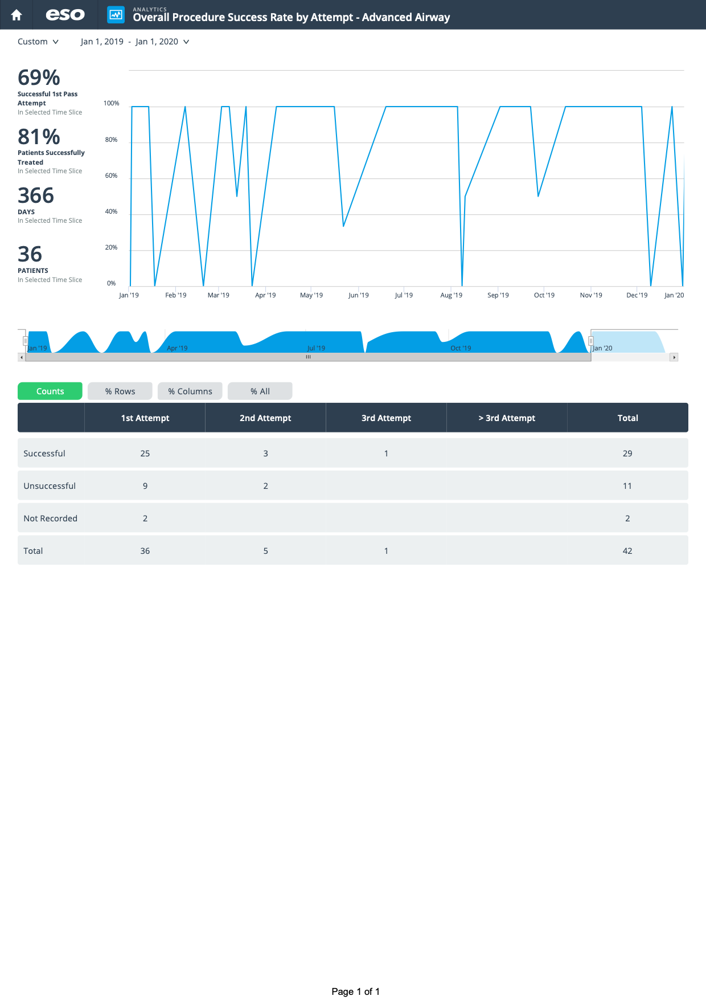 eso
ANALYTICS
Overall Procedure Success Rate by Attempt - Advanced Airway
Custom
Jan 1, 2019 - Jan 1, 2020
69%
Successful 1st Pass
Attempt
In Selected Time Slice
81%
Patients Successfully
Treated
In Selected Time Slice
366
DAYS
In Selected Time Slice
36
PATIENTS
In Selected Time Slice
100%
80%
60%
40%
20%
0%
Jan '19 Feb '19 Mar '19 Apr '19 May '19 Jun '19 Jul '19 Aug '19 Sep '19 Oct '19 Nov '19 Dec '19 Jan '20
Jan '19 Apr '19 Jul '19 Oct '19 Jan '20
Counts % Rows % Columns % All
1st Attempt 2nd Attempt 3rd Attempt > 3rd Attempt Total
Successful 25 3 1 29
Unsuccessful 9 2 11
Not Recorded 2 2
Total 36 5 1 42
Page 1 of 1